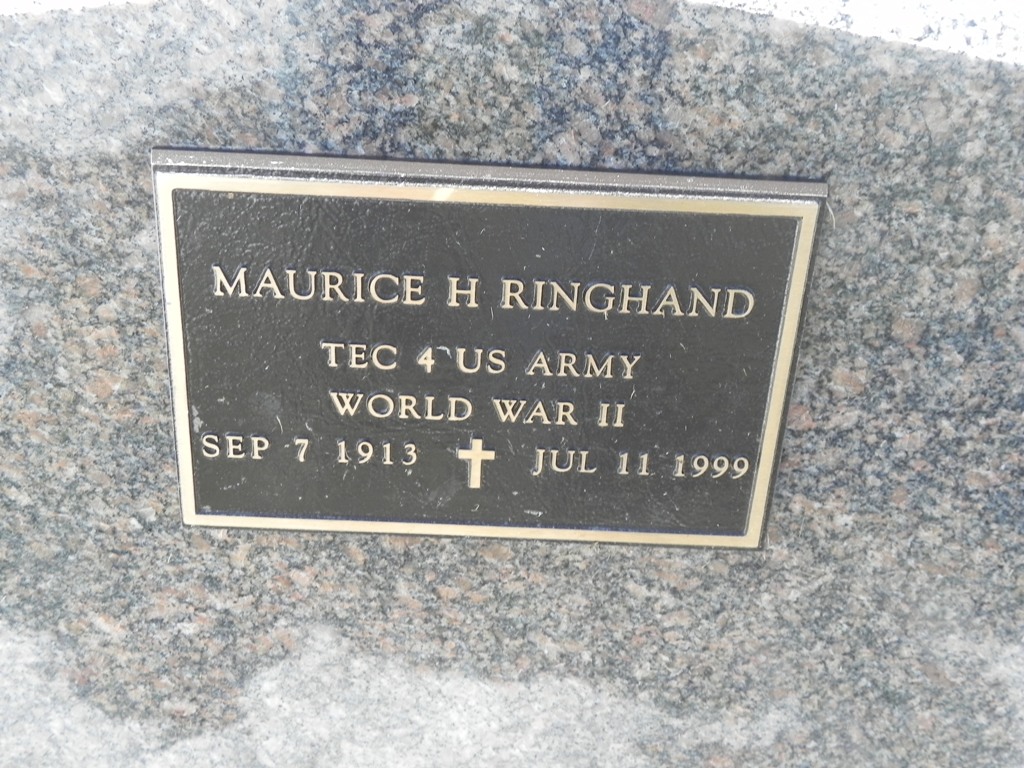 MAURICE H RINGHAND
TEC 4 US ARMY
WORLD WAR II
SEP 7 1913 JUL 11 1999